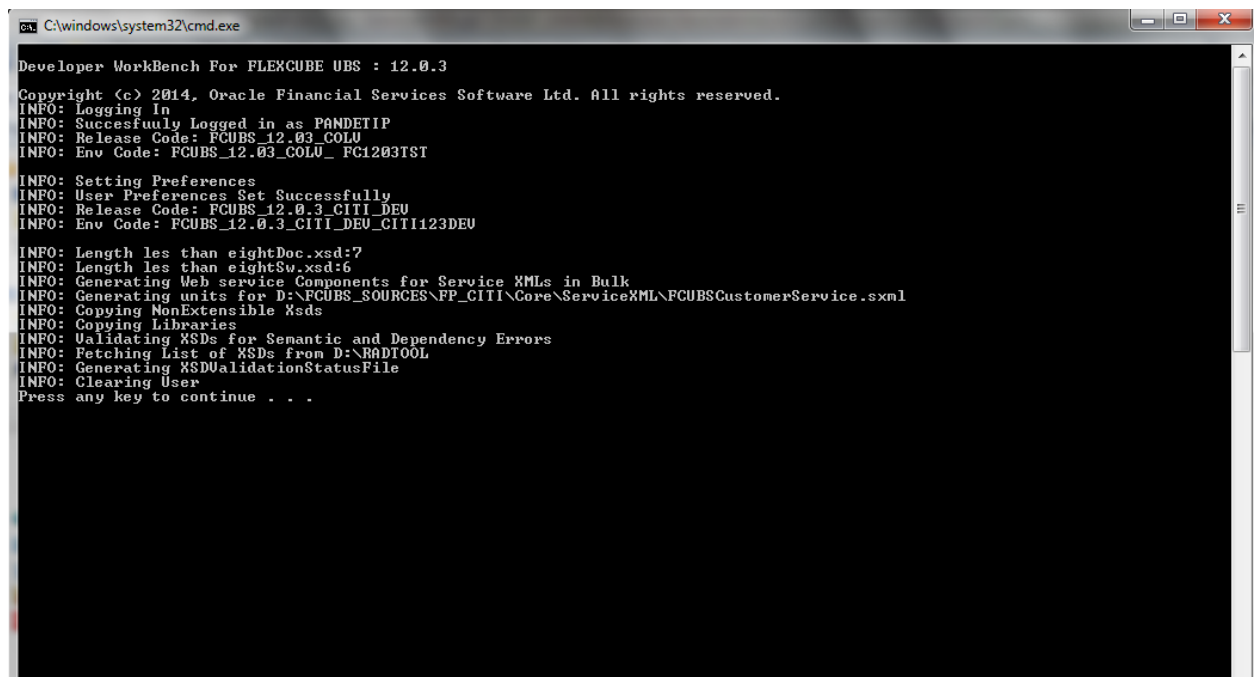 C:\windows\system32\cmd.exe
Developer WorkBench For FLEXCUBE UBS : 12.0.3
Copyright (c) 2014, Oracle Financial Services Software Ltd. All rights reserved.
INFO: Logging In
INFO: Succesfuuly Logged in as PANDETIP
INFO: Release Code: FCUBS_12.03_COLV
INFO: Env Code: FCUBS_12.03_COLV_ FC1203TST
INFO: Setting Preferences
INFO: User Preferences Set Successfully
INFO: Release Code: FCUBS_12.0.3_CITI_DEV
INFO: Env Code: FCUBS_12.0.3_CITI_DEV_CITI123DEV
INFO: Length les than eightDoc.xsd:7
INFO: Length les than eightSw.xsd:6
INFO: Generating Web service Components for Service XMLs in Bulk
INFO: Generating units for D:\FCUBS_SOURCES\FP_CITI\Core\ServiceXML\FCUBSCustomerService.sxml
INFO: Copying NonExtensible Xsds
INFO: Copying Libraries
INFO: Validating XSDs for Semantic and Dependency Errors
INFO: Fetching List of XSDs from D:\RADTOOL
INFO: Generating XSDValidationStatusFile
INFO: Clearing User
Press any key to continue . . .